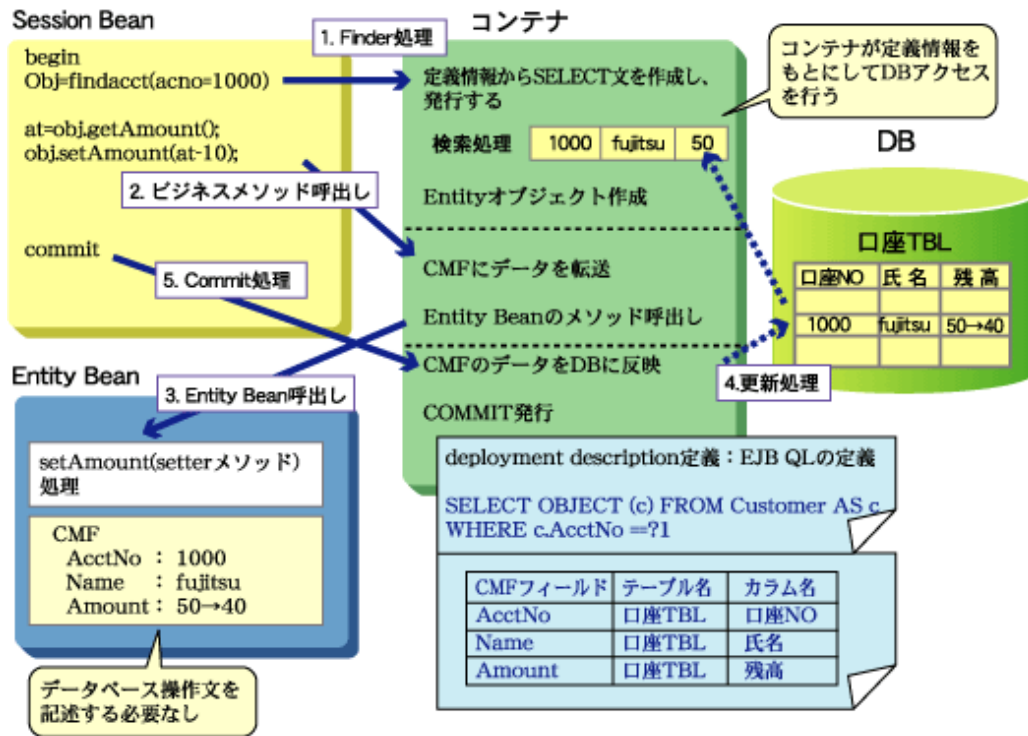 Session Bean
begin
Obj=findacct(acno=1000)
at=obj.getAmount();
obj.setAmount(at-10);
commit
1. Finder処理
コンテナ
定義情報からSELECT文を作成し、
発行する
検索処理 1000 fujitsu 50
Entityオブジェクト作成
CMFにデータを転送
Entity Beanのメソッド呼出し
CMFのデータをDBに反映
COMMIT発行
コンテナが定義情報を
もとにしてDBアクセス
を行う
DB
口座TBL
口座NO 氏 名 残 高
1000 fujitsu 50→40
2. ビジネスメソッド呼出し
5. Commit処理
3. Entity Bean呼出し
4.更新処理
Entity Bean
setAmount(setterメソッド)
処理
CMF
AcctNo : 1000
Name : fujitsu
Amount : 50→40
データベース操作文を
記述する必要なし
deployment description定義:EJB QLの定義
SELECT OBJECT (c) FROM Customer AS c
WHERE c.AcctNo ==?1
CMFフィールド テーブル名 カラム名
AcctNo 口座TBL 口座NO
Name 口座TBL 氏名
Amount 口座TBL 残高